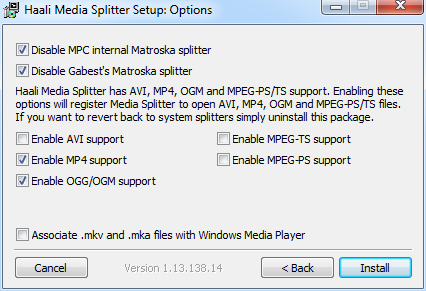 Haali Media Splitter Setup: Options
Disable MPC internal Matroska splitter
Disable Gabest's Matroska splitter
Haali Media Splitter has AVI, MP4, OGM and MPEG-PS/TS support. Enabling these
options will register Media Splitter to open AVI, MP4, OGM and MPEG-PS/TS files.
If you want to revert back to system splitters simply uninstall this package.
Enable AVI support
Enable MPEG-TS support
Enable MP4 support
Enable MPEG-PS support
Enable OGG/OGM support
Associate .mkv and .mka files with Windows Media Player
Cancel
Version 1.13.138.14
< Back
Install